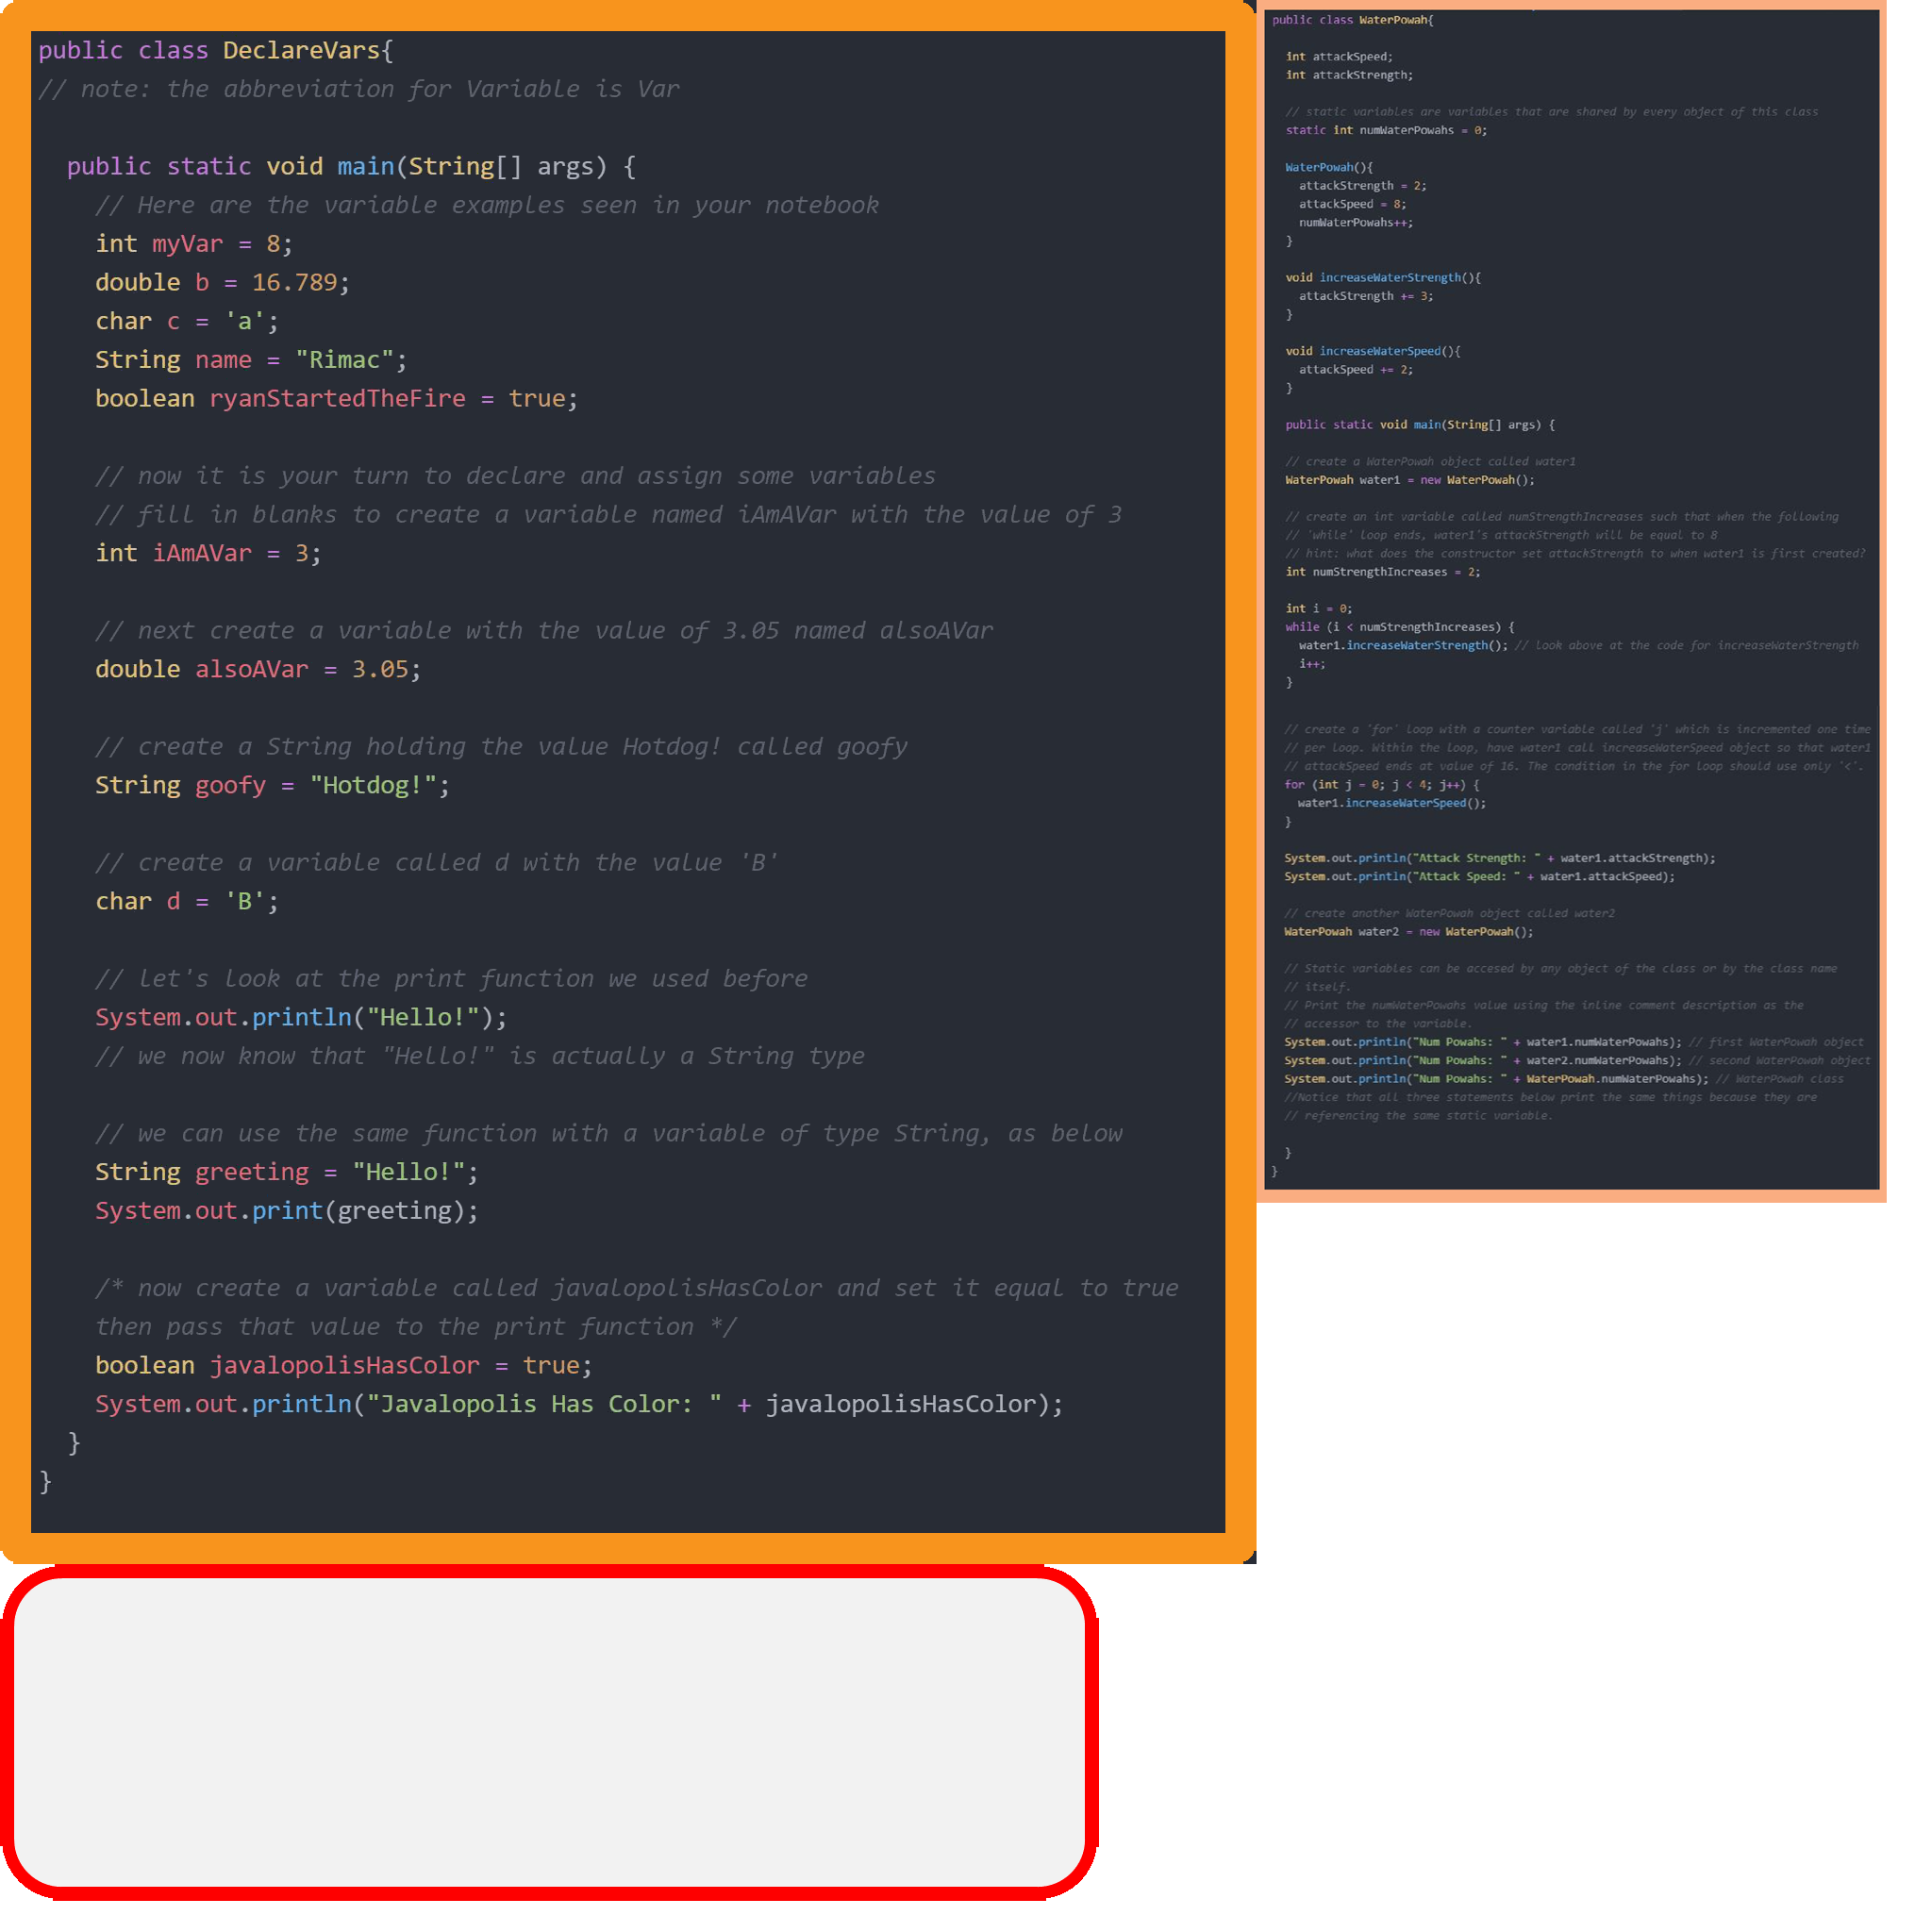 public class DeclareVars{
// note: the abbreviation for Variable is Var
public static void main(String[] args) {
// Here are the variable examples seen in your notebook
int myVar = 8;
double b = 16.789;
char c = 'a';
String name = "Rimac";
boolean ryanStartedTheFire = true;
// now it is your turn to declare and assign some variables
// fill in blanks to create a variable named iAmAVar with the value of 3
int iAmAVar = 3;
// next create a variable with the value of 3.05 named alsoAVar
double alsoAVar = 3.05;
// create a String holding the value Hotdog! called goofy
String goofy = "Hotdog!";
// create a variable called d with the value 'B'
char d = 'B';
// let's look at the print function we used before
System.out.println("Hello!");
// we now know that "Hello!" is actually a String type
// we can use the same function with a variable of type String, as below
String greeting = "Hello!";
System.out.print(greeting);
/* now create a variable called javalopolisHasColor and set it equal to true
then pass that value to the print function */
boolean javalopolisHasColor = true;
System.out.println("Javalopolis Has Color: " + javalopolisHasColor);
}
}
public class WaterPowah{
int attackSpeed;
int attackStrength;
// static variables are variables that are shared by every object of this class
static int numWaterPowahs = 0;
WaterPowah(){
attackStrength = 2;
attackSpeed = 8;
numWaterPowahs++;
}
void increaseWaterStrength(){
attackStrength += 3;
}
void increaseWaterSpeed(){
attackSpeed += 2;
}
public static void main(String[] args) {
// create a WaterPowah object called water1
WaterPowah water1 = new WaterPowah();
// create an int variable called numStrengthIncreases such that when the following
// 'while' loop ends, water1's attackStrength will be equal to 8
// hint: what does the constructor set attackStrength to when water1 is first created?
int numStrengthIncreases = 2;
int i = 0;
while (i < numStrengthIncreases) {
water1.increaseWaterStrength(); // look above at the code for increaseWaterStrength
i++;
}
// create a 'for' loop with a counter variable called 'j' which is incremented one time
// per loop. Within the loop, have water1 call increaseWaterSpeed object so that water1
// attackSpeed ends at value of 16. The condition in the for loop should use only '<'.
for (int j = 0; j < 4; j++) {
water1.increaseWaterSpeed();
}
System.out.println("Attack Strength: " + water1.attackStrength);
System.out.println("Attack Speed: " + water1.attackSpeed);
// create another WaterPowah object called water2
WaterPowah water2 = new WaterPowah();
// Static variables can be accesed by any object of the class or by the class name
// itself.
// Print the numWaterPowahs value using the inline comment description as the
// accessor to the variable.
System.out.println("Num Powahs: " + water1.numWaterPowahs); // first WaterPowah object
System.out.println("Num Powahs: " + water2.numWaterPowahs); // second WaterPowah object
System.out.println("Num Powahs: " + WaterPowah.numWaterPowahs); // WaterPowah class
//Notice that all three statements below print the same things because they are
// referencing the same static variable.
}
}